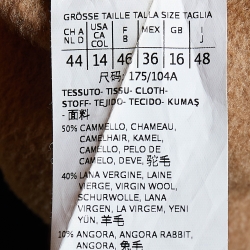 GRÖSSE TAILLE TALLA SIZE TAGLIA
CH A NL D USA CA COL F B MEX GB I J
44 14 46 36 16 48
尺码 175/104A
TESSUTO- TISSU- CLOTH-
STOFF- TEJIDO- TECIDO- KUMAŞ
- 面料
50% CAMMELLO, CHAMEAU,
CAMELHAIR, KAMEL,
CAMELLO, PELO DE
CAMELO, DEVE, 驼毛
40% LANA VERGINE, LAINE
VIERGE, VIRGIN WOOL,
SCHURWOLLE, LANA
VIRGEN, LA VIRGEM, YENI
YÜN, 羊毛
10% ANGORA, ANGORA RABBIT,
ANGORA, 兔毛